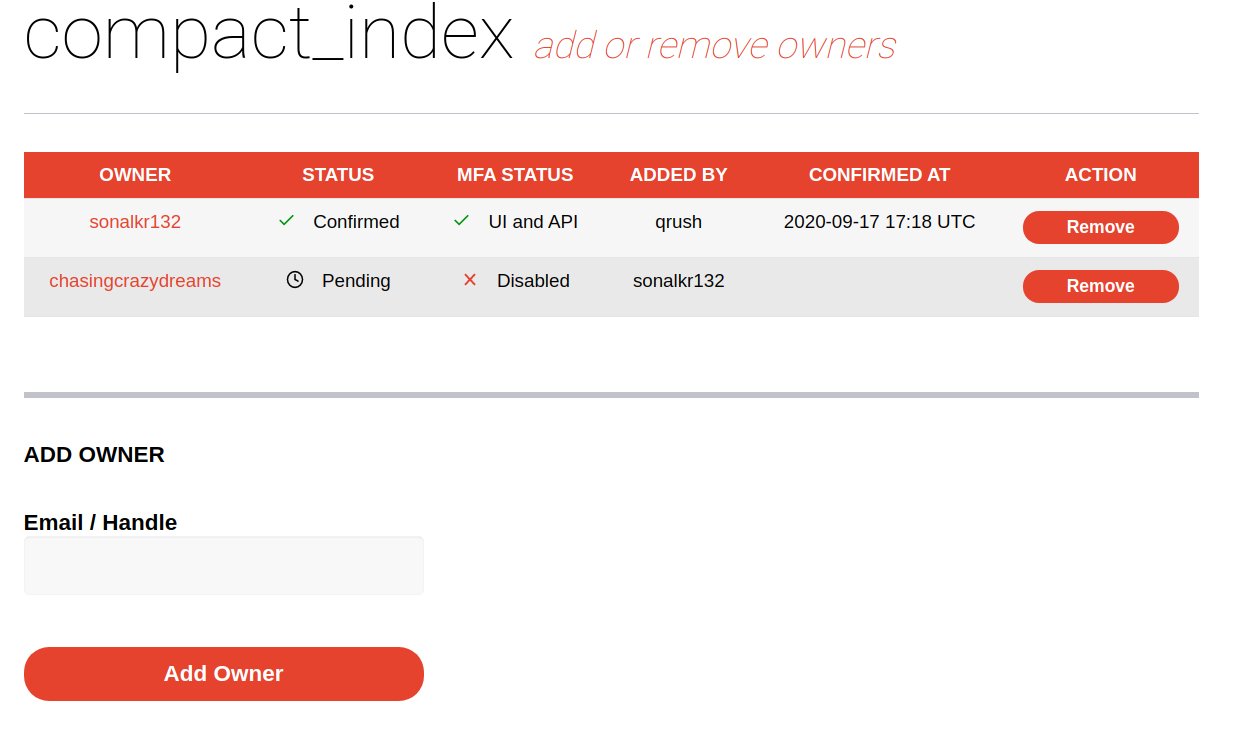 compact_index add or remove owners
OWNER STATUS MFA STATUS ADDED BY CONFIRMED AT ACTION
sonalkr132 Confirmed UI and API qrush 2020-09-17 17:18 UTC Remove
chasingcrazydreams Pending Disabled sonalkr132 Remove
ADD OWNER
Email / Handle
Add Owner